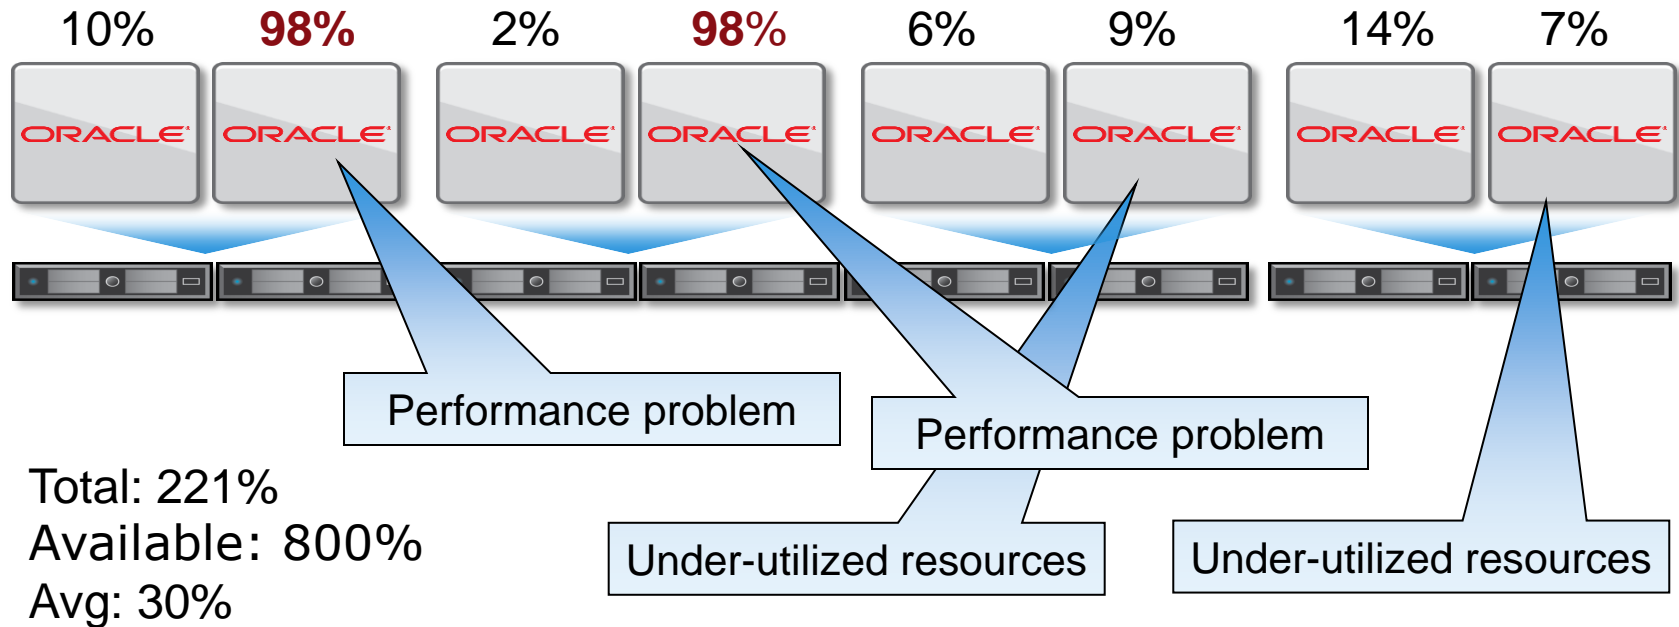 10% 98% 2% 98% 6% 9% 14% 7%
ORACLE ORACLE ORACLE ORACLE ORACLE ORACLE ORACLE ORACLE
Performance problem
Performance problem
Total: 221%
Available: 800%
Avg: 30%
Under-utilized resources
Under-utilized resources